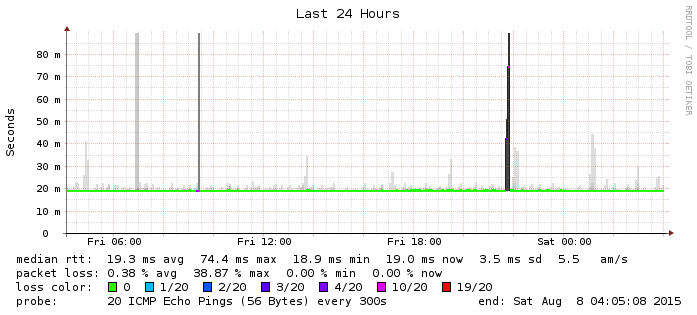 Last 24 Hours
RRDTOOL / TOBI OETIKER
Seconds
80 m
70 m
60 m
50 m
40 m
30 m
20 m
10 m
0
Fri 06:00 Fri 12:00 Fri 18:00 Sat 00:00
median rtt: 19.3 ms avg 74.4 ms max 18.9 ms min 19.0 ms now 3.5 ms sd 5.5 am/s
packet loss: 0.38 % avg 38.87 % max 0.00 % min 0.00 % now
loss color: 0 1/20 2/20 3/20 4/20 10/20 19/20
probe: 20 ICMP Echo Pings (56 Bytes) every 300s end: Sat Aug 8 04:05:08 2015